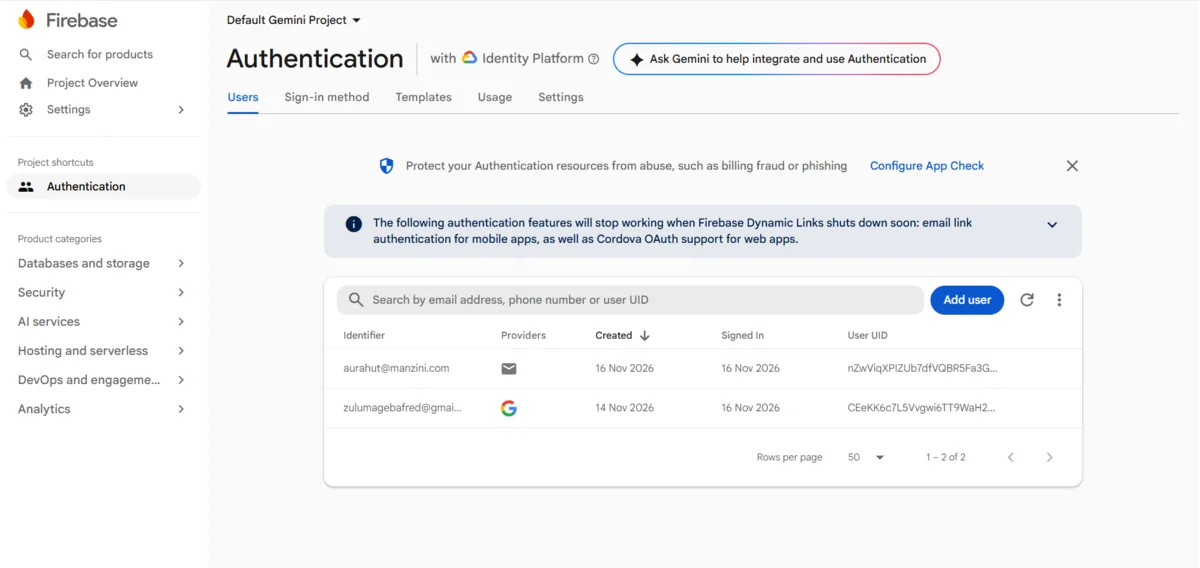 Firebase
Search for products
Project Overview
Settings
Project shortcuts
Authentication
Product categories
Databases and storage
Security
AI services
Hosting and serverless
DevOps and engageme...
Analytics
Default Gemini Project
Authentication
with Identity Platform
Ask Gemini to help integrate and use Authentication
Users Sign-in method Templates Usage Settings
Protect your Authentication resources from abuse, such as billing fraud or phishing Configure App Check
The following authentication features will stop working when Firebase Dynamic Links shuts down soon: email link
authentication for mobile apps, as well as Cordova OAuth support for web apps.
Search by email address, phone number or user UID Add user
Identifier Providers Created Signed In User UID
aurahut@manzini.com 16 Nov 2026 16 Nov 2026 nZwViqXPlZUb7dfVQBR5Fa3G...
zulumagebafred@gmai... 14 Nov 2026 16 Nov 2026 CEeKK6c7L5Vvgwi6TT9WaH2...
Rows per page 50 1 – 2 of 2